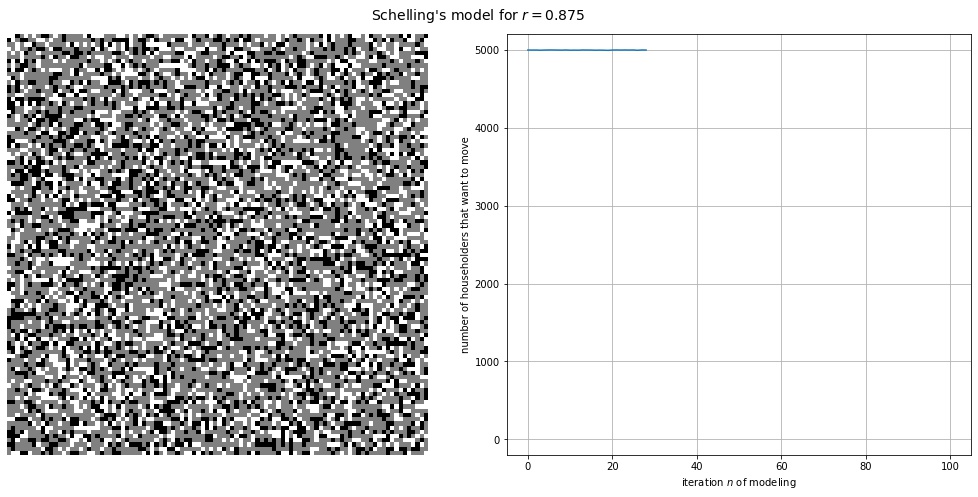 Schelling's model for r = 0.875
number of householders that want to move
5000
4000
3000
2000
1000
0
0 20 40 60 80 100
iteration n of modeling